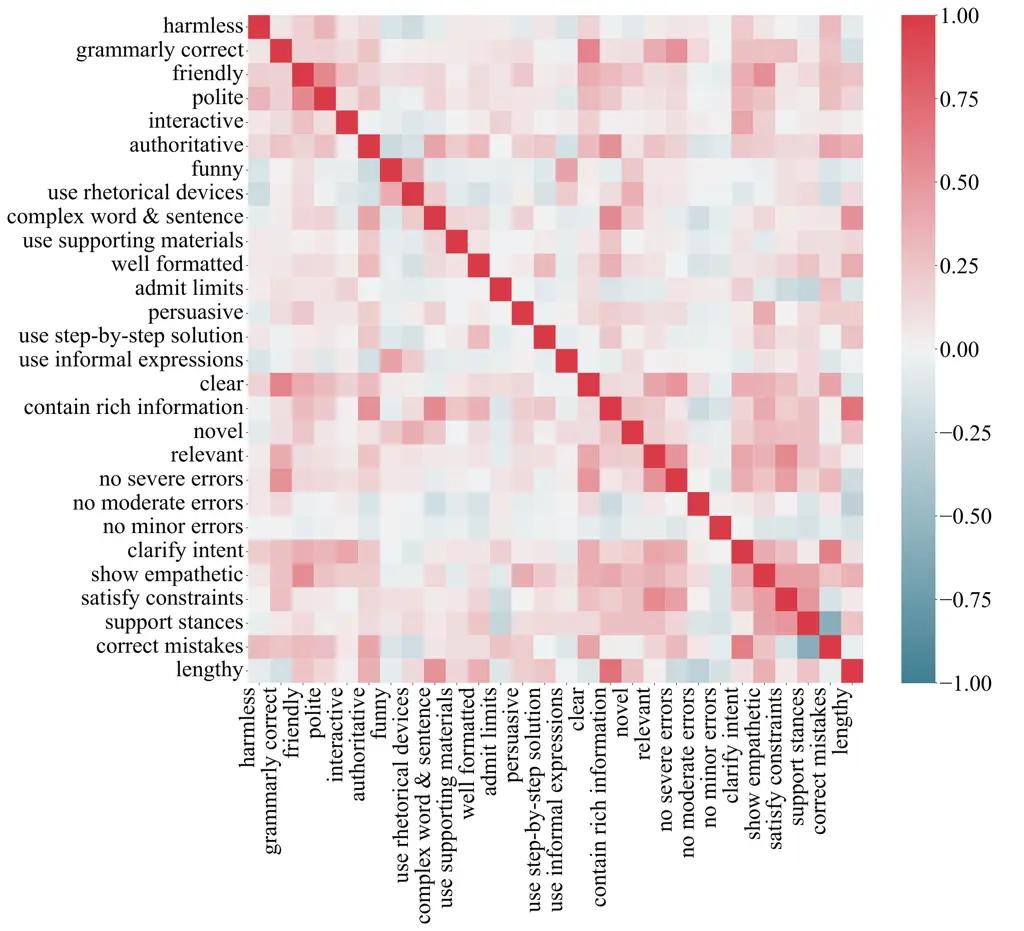 harmless
grammarly correct
friendly
polite
interactive
authoritative
funny
use rhetorical devices
complex word & sentence
use supporting materials
well formatted
admit limits
persuasive
use step-by-step solution
use informal expressions
clear
contain rich information
novel
relevant
no severe errors
no moderate errors
no minor errors
clarify intent
show empathetic
satisfy constraints
support stances
correct mistakes
lengthy
harmless
grammarly correct
friendly
polite
interactive
authoritative
funny
use rhetorical devices
complex word & sentence
use supporting materials
well formatted
admit limits
persuasive
use step-by-step solution
use informal expressions
clear
contain rich information
novel
relevant
no severe errors
no moderate errors
no minor errors
clarify intent
show empathetic
satisfy constraints
support stances
correct mistakes
lengthy
1.00
0.75
0.50
0.25
0.00
−0.25
−0.50
−0.75
−1.00